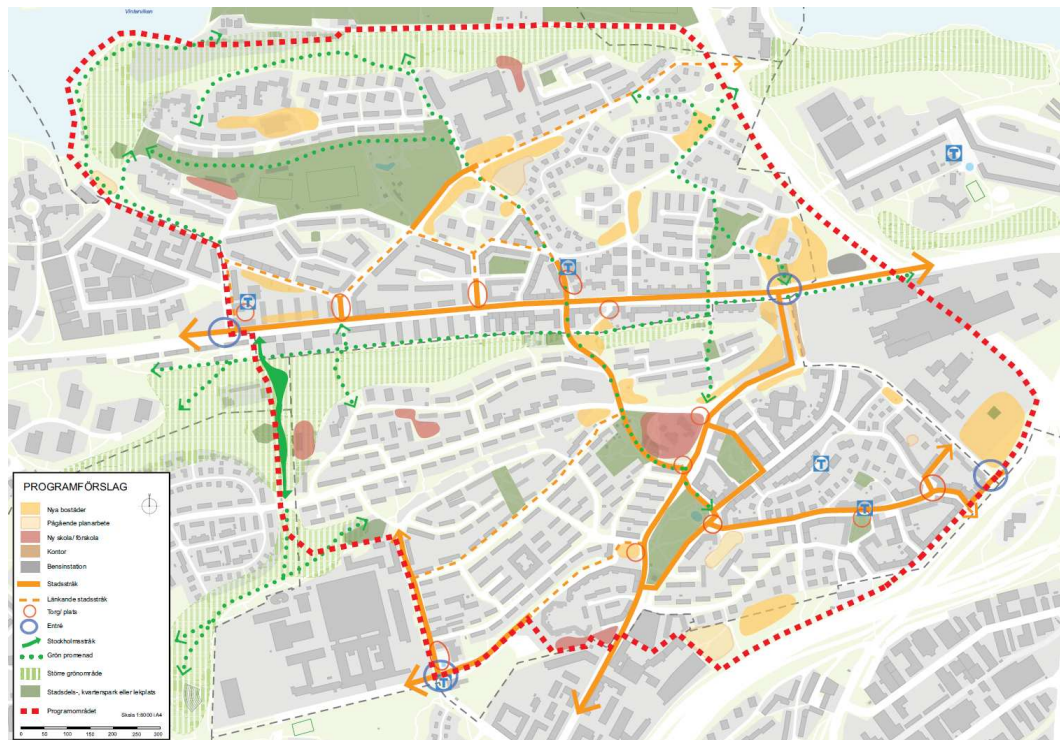 Vinterviken
T
T
T
T
T
T
PROGRAMFÖRSLAG
Nya bostäder
Pågående planarbete
Ny skola/ förskola
Kontor
Bensinstation
Stadsstråk
Länkande stadsstråk
Torg/ plats
Entré
Stockholmsstråk
Grön promenad
Större grönområde
Stadsdels-, kvarterspark eller lekplats
Programområdet
Skala 1:8000 i A4
0 50 100 150 200 250 300